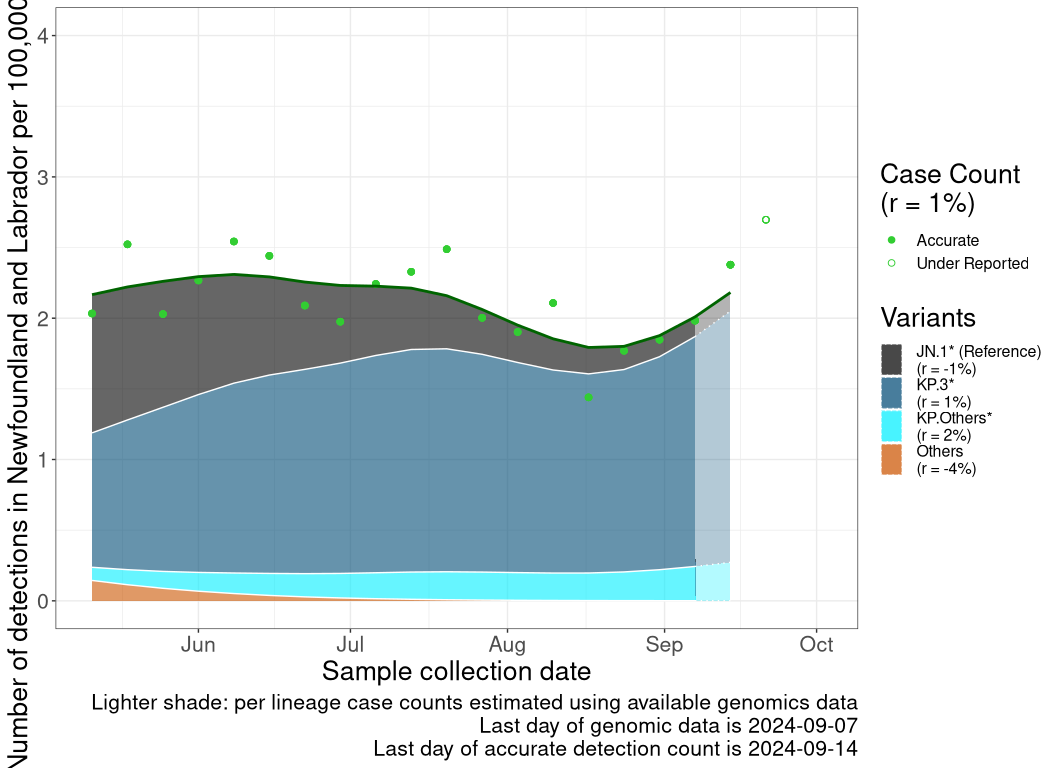 Number of detections in Newfoundland and Labrador per 100,000
4
3
2
1
0
Jun Jul Aug Sep Oct
Sample collection date
Lighter shade: per lineage case counts estimated using available genomics data
Last day of genomic data is 2024-09-07
Last day of accurate detection count is 2024-09-14
Case Count
(r = 1%)
Accurate
Under Reported
Variants
JN.1* (Reference)
(r = -1%)
KP.3*
(r = 1%)
KP.Others*
(r = 2%)
Others
(r = -4%)